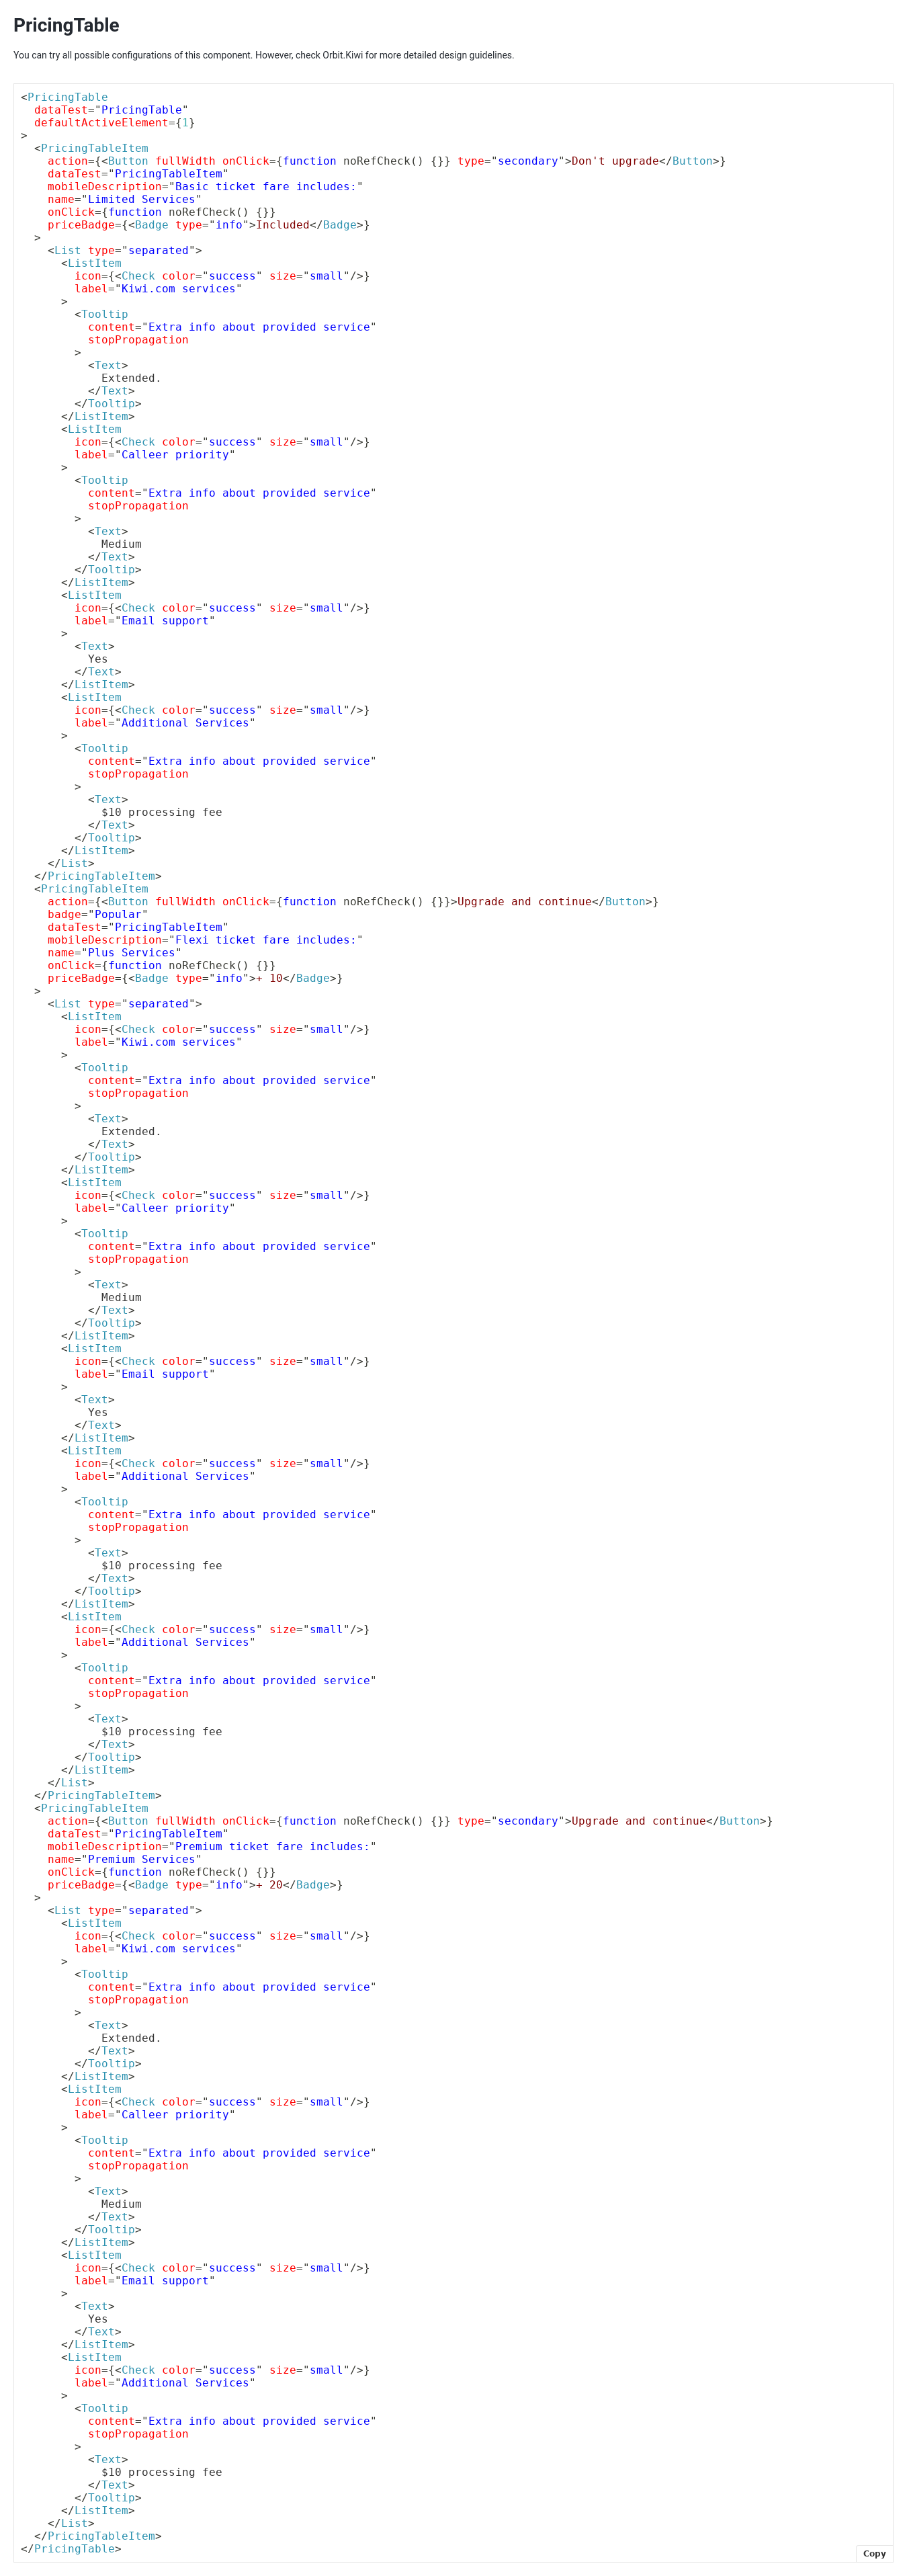 PricingTable
You can try all possible configurations of this component. However, check Orbit.Kiwi for more detailed design guidelines.
<PricingTable
  dataTest="PricingTable"
  defaultActiveElement={1}
>
  <PricingTableItem
    action={<Button fullWidth onClick={function noRefCheck() {}} type="secondary">Don't upgrade</Button>}
    dataTest="PricingTableItem"
    mobileDescription="Basic ticket fare includes:"
    name="Limited Services"
    onClick={function noRefCheck() {}}
    priceBadge={<Badge type="info">Included</Badge>}
  >
    <List type="separated">
      <ListItem
        icon={<Check color="success" size="small"/>}
        label="Kiwi.com services"
      >
        <Tooltip
          content="Extra info about provided service"
          stopPropagation
        >
          <Text>
            Extended.
          </Text>
        </Tooltip>
      </ListItem>
      <ListItem
        icon={<Check color="success" size="small"/>}
        label="Calleer priority"
      >
        <Tooltip
          content="Extra info about provided service"
          stopPropagation
        >
          <Text>
            Medium
          </Text>
        </Tooltip>
      </ListItem>
      <ListItem
        icon={<Check color="success" size="small"/>}
        label="Email support"
      >
        <Text>
          Yes
        </Text>
      </ListItem>
      <ListItem
        icon={<Check color="success" size="small"/>}
        label="Additional Services"
      >
        <Tooltip
          content="Extra info about provided service"
          stopPropagation
        >
          <Text>
            $10 processing fee
          </Text>
        </Tooltip>
      </ListItem>
    </List>
  </PricingTableItem>
  <PricingTableItem
    action={<Button fullWidth onClick={function noRefCheck() {}}>Upgrade and continue</Button>}
    badge="Popular"
    dataTest="PricingTableItem"
    mobileDescription="Flexi ticket fare includes:"
    name="Plus Services"
    onClick={function noRefCheck() {}}
    priceBadge={<Badge type="info">+ 10</Badge>}
  >
    <List type="separated">
      <ListItem
        icon={<Check color="success" size="small"/>}
        label="Kiwi.com services"
      >
        <Tooltip
          content="Extra info about provided service"
          stopPropagation
        >
          <Text>
            Extended.
          </Text>
        </Tooltip>
      </ListItem>
      <ListItem
        icon={<Check color="success" size="small"/>}
        label="Calleer priority"
      >
        <Tooltip
          content="Extra info about provided service"
          stopPropagation
        >
          <Text>
            Medium
          </Text>
        </Tooltip>
      </ListItem>
      <ListItem
        icon={<Check color="success" size="small"/>}
        label="Email support"
      >
        <Text>
          Yes
        </Text>
      </ListItem>
      <ListItem
        icon={<Check color="success" size="small"/>}
        label="Additional Services"
      >
        <Tooltip
          content="Extra info about provided service"
          stopPropagation
        >
          <Text>
            $10 processing fee
          </Text>
        </Tooltip>
      </ListItem>
      <ListItem
        icon={<Check color="success" size="small"/>}
        label="Additional Services"
      >
        <Tooltip
          content="Extra info about provided service"
          stopPropagation
        >
          <Text>
            $10 processing fee
          </Text>
        </Tooltip>
      </ListItem>
    </List>
  </PricingTableItem>
  <PricingTableItem
    action={<Button fullWidth onClick={function noRefCheck() {}} type="secondary">Upgrade and continue</Button>}
    dataTest="PricingTableItem"
    mobileDescription="Premium ticket fare includes:"
    name="Premium Services"
    onClick={function noRefCheck() {}}
    priceBadge={<Badge type="info">+ 20</Badge>}
  >
    <List type="separated">
      <ListItem
        icon={<Check color="success" size="small"/>}
        label="Kiwi.com services"
      >
        <Tooltip
          content="Extra info about provided service"
          stopPropagation
        >
          <Text>
            Extended.
          </Text>
        </Tooltip>
      </ListItem>
      <ListItem
        icon={<Check color="success" size="small"/>}
        label="Calleer priority"
      >
        <Tooltip
          content="Extra info about provided service"
          stopPropagation
        >
          <Text>
            Medium
          </Text>
        </Tooltip>
      </ListItem>
      <ListItem
        icon={<Check color="success" size="small"/>}
        label="Email support"
      >
        <Text>
          Yes
        </Text>
      </ListItem>
      <ListItem
        icon={<Check color="success" size="small"/>}
        label="Additional Services"
      >
        <Tooltip
          content="Extra info about provided service"
          stopPropagation
        >
          <Text>
            $10 processing fee
          </Text>
        </Tooltip>
      </ListItem>
    </List>
  </PricingTableItem>
</PricingTable>
Copy